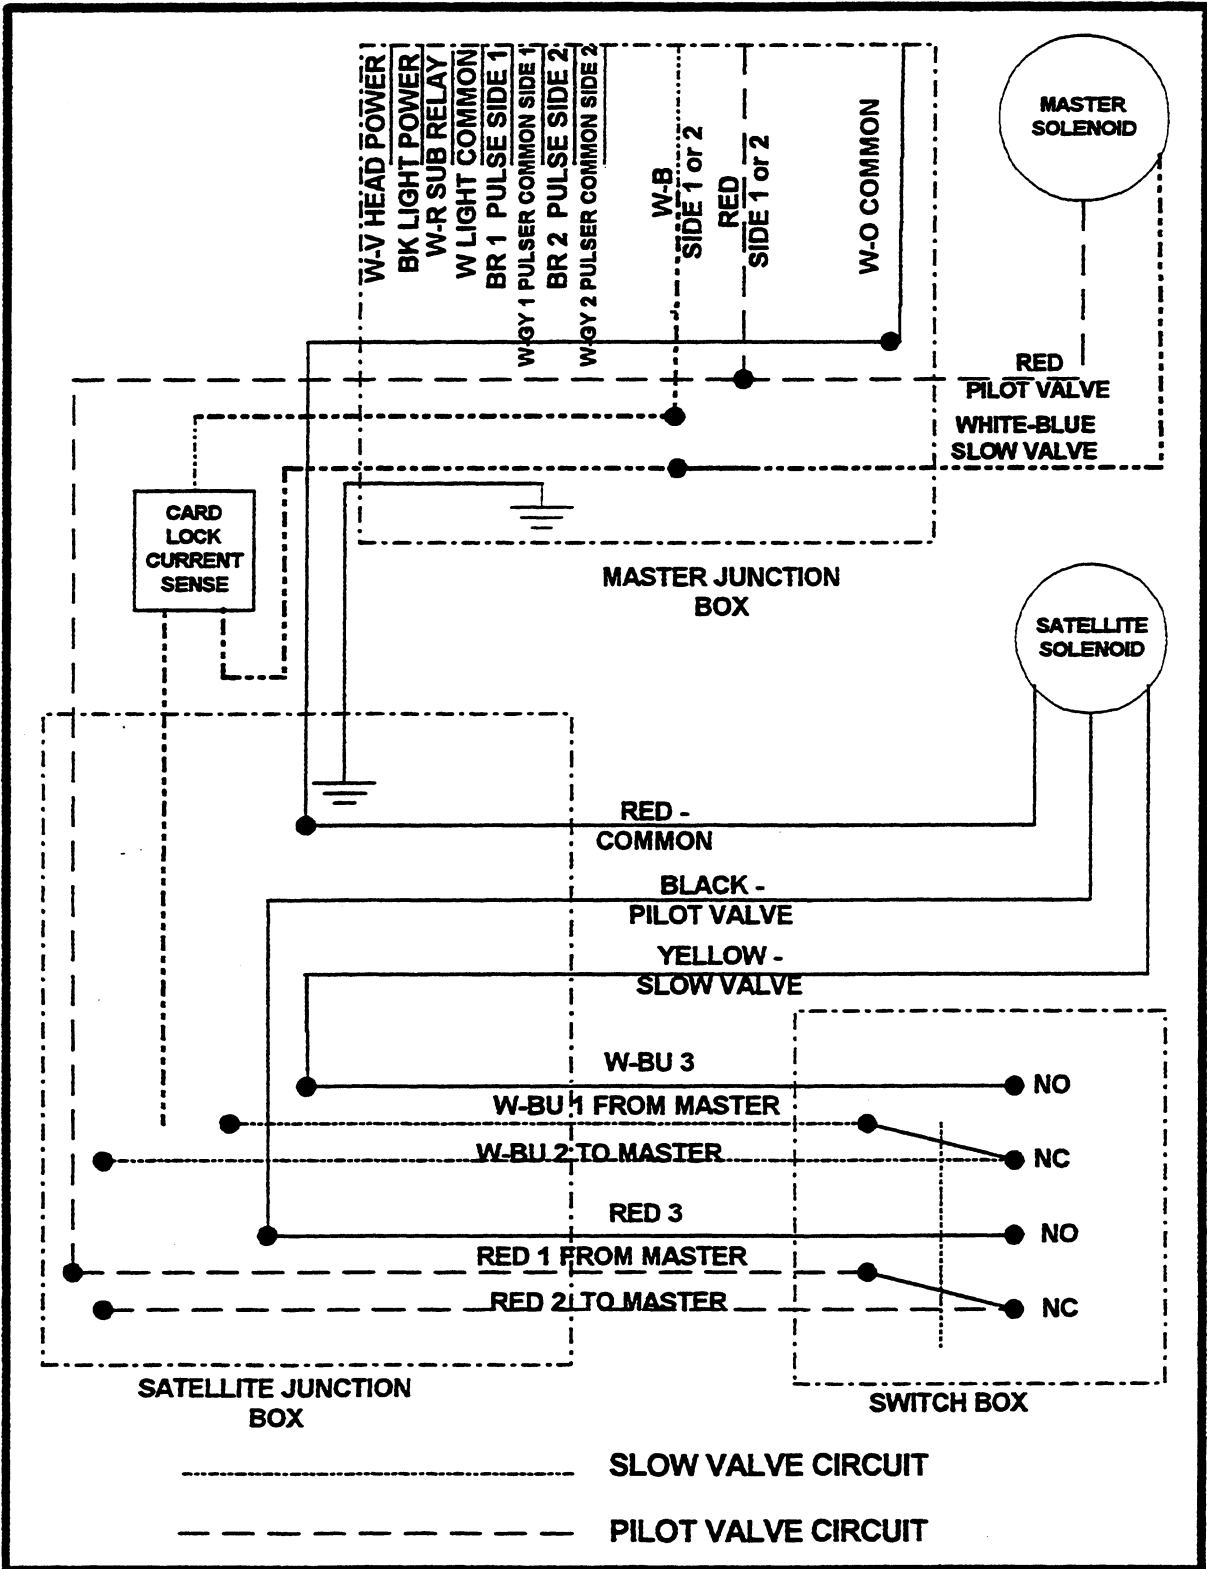 W-V HEAD POWER
BK LIGHT POWER
W-R SUB RELAY
W LIGHT COMMON
BR 1 PULSE SIDE 1
W-GY 1 PULSER COMMON SIDE 1
BR 2 PULSE SIDE 2
W-GY 2 PULSER COMMON SIDE 2
W-B
SIDE 1 or 2
RED
SIDE 1 or 2
W-O COMMON
MASTER
SOLENOID
RED
PILOT VALVE
WHITE-BLUE
SLOW VALVE
CARD
LOCK
CURRENT
SENSE
MASTER JUNCTION
BOX
SATELLITE
SOLENOID
RED -
COMMON
BLACK -
PILOT VALVE
YELLOW -
SLOW VALVE
W-BU 3
NO
W-BU 1 FROM MASTER
W-BU 2 TO MASTER
NC
RED 3
NO
RED 1 FROM MASTER
RED 2 TO MASTER
NC
SATELLITE JUNCTION
BOX
SWITCH BOX
SLOW VALVE CIRCUIT
PILOT VALVE CIRCUIT